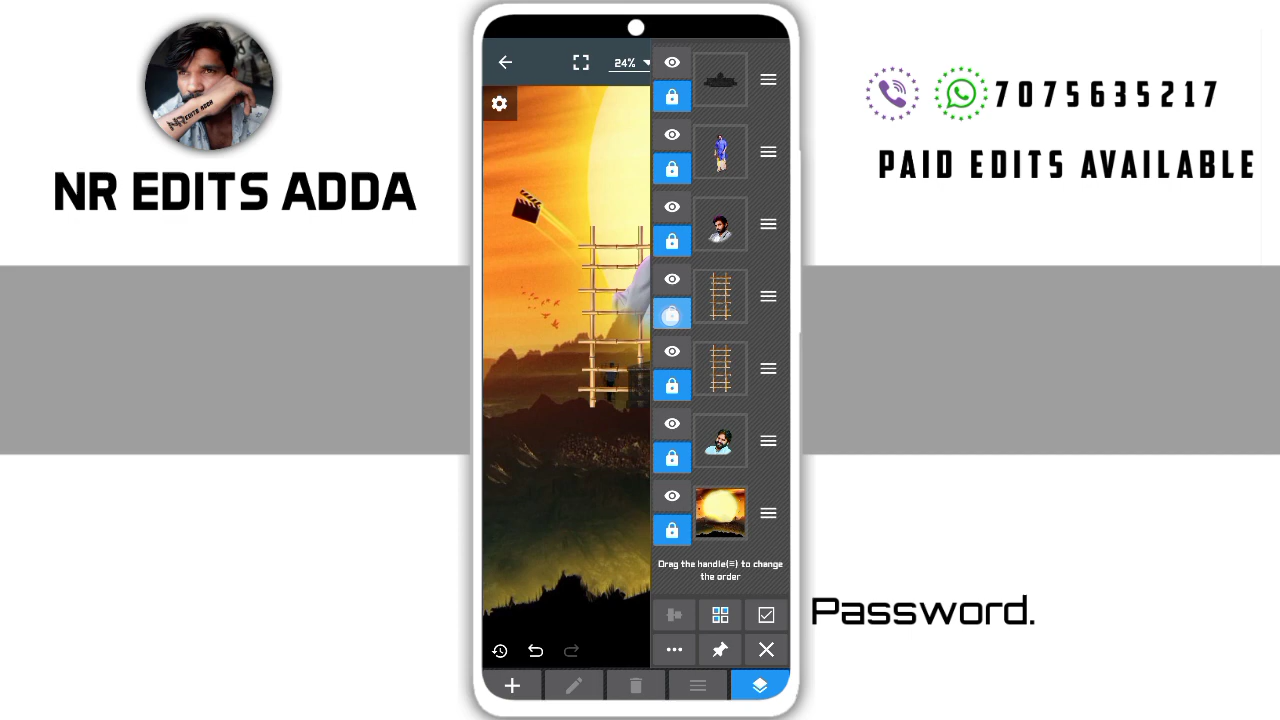 NR EDITS ADDA
7075635217
PAID EDITS AVAILABLE
24%
Drag the handle(≡) to change
the order
Password.